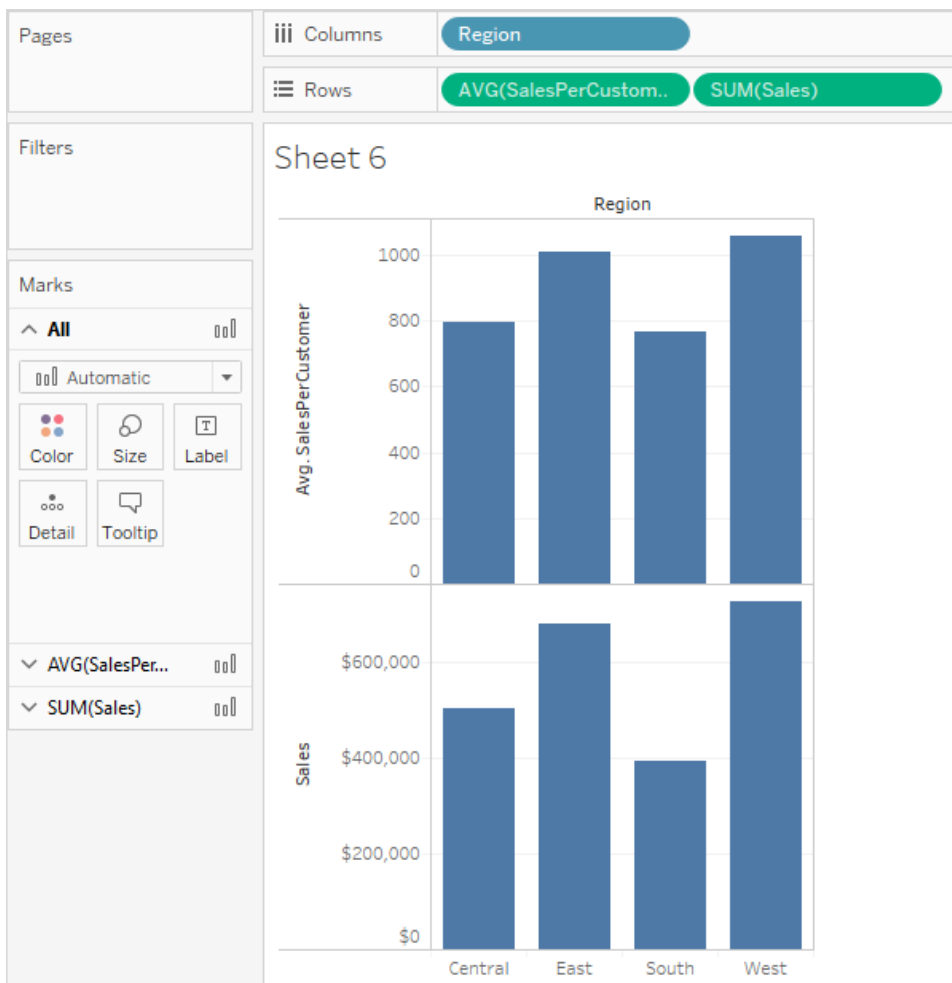 Pages
Columns
Region
Rows
AVG(SalesPerCustom..
SUM(Sales)
Filters
Marks
All
Automatic
Color
Size
Label
T
Detail
Tooltip
AVG(SalesPer...
SUM(Sales)
Sheet 6
Region
Avg. SalesPerCustomer
1000
800
600
400
200
0
Sales
$600,000
$400,000
$200,000
$0
Central
East
South
West